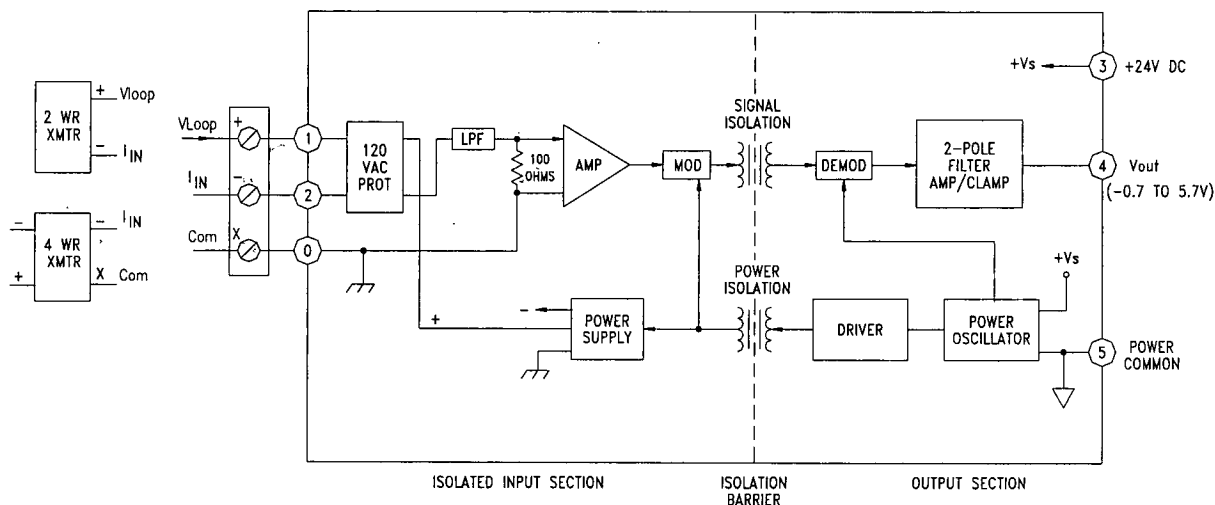 2 WR
XMTR
+
Vloop
-
IIN
4 WR
XMTR
-
+
-
IIN
X
Com
VLoop
+
IIN
-
Com
X
1
2
0
120
VAC
PROT
LPF
100
OHMS
AMP
MOD
SIGNAL
ISOLATION
DEMOD
2-POLE
FILTER
AMP/CLAMP
+Vs
3
+24V DC
4
Vout
(-0.7 TO 5.7V)
+
-
POWER
SUPPLY
POWER
ISOLATION
DRIVER
POWER
OSCILLATOR
+Vs
5
POWER
COMMON
ISOLATED INPUT SECTION
ISOLATION
BARRIER
OUTPUT SECTION